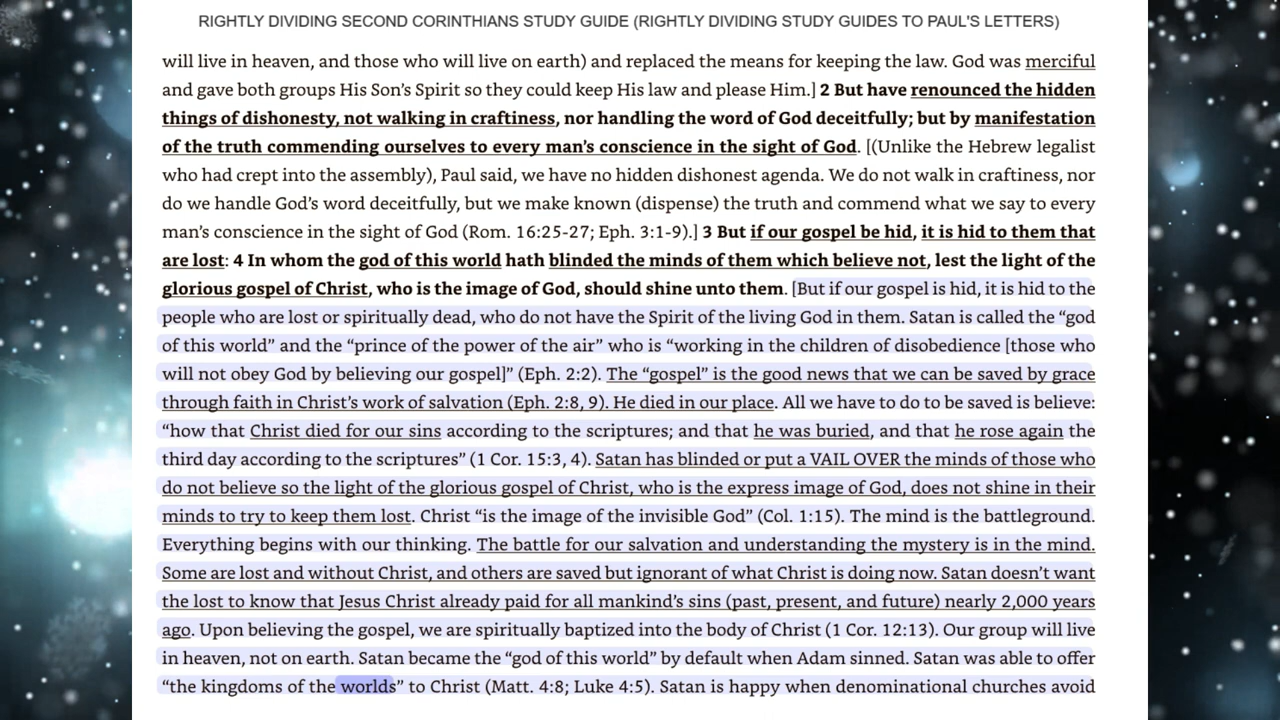 RIGHTLY DIVIDING SECOND CORINTHIANS STUDY GUIDE (RIGHTLY DIVIDING STUDY GUIDES TO PAUL'S LETTERS)
will live in heaven, and those who will live on earth) and replaced the means for keeping the law. God was merciful
and gave both groups His Son’s Spirit so they could keep His law and please Him.] 2 But have renounced the hidden
things of dishonesty, not walking in craftiness, nor handling the word of God deceitfully; but by manifestation
of the truth commending ourselves to every man’s conscience in the sight of God. [(Unlike the Hebrew legalist
who had crept into the assembly), Paul said, we have no hidden dishonest agenda. We do not walk in craftiness, nor
do we handle God’s word deceitfully, but we make known (dispense) the truth and commend what we say to every
man’s conscience in the sight of God (Rom. 16:25-27; Eph. 3:1-9).] 3 But if our gospel be hid, it is hid to them that
are lost: 4 In whom the god of this world hath blinded the minds of them which believe not, lest the light of the
glorious gospel of Christ, who is the image of God, should shine unto them. [But if our gospel is hid, it is hid to the
people who are lost or spiritually dead, who do not have the Spirit of the living God in them. Satan is called the “god
of this world” and the “prince of the power of the air” who is “working in the children of disobedience [those who
will not obey God by believing our gospel]” (Eph. 2:2). The “gospel” is the good news that we can be saved by grace
through faith in Christ’s work of salvation (Eph. 2:8, 9). He died in our place. All we have to do to be saved is believe:
“how that Christ died for our sins according to the scriptures; and that he was buried, and that he rose again the
third day according to the scriptures” (1 Cor. 15:3, 4). Satan has blinded or put a VAIL OVER the minds of those who
do not believe so the light of the glorious gospel of Christ, who is the express image of God, does not shine in their
minds to try to keep them lost. Christ “is the image of the invisible God” (Col. 1:15). The mind is the battleground.
Everything begins with our thinking. The battle for our salvation and understanding the mystery is in the mind.
Some are lost and without Christ, and others are saved but ignorant of what Christ is doing now. Satan doesn’t want
the lost to know that Jesus Christ already paid for all mankind’s sins (past, present, and future) nearly 2,000 years
ago. Upon believing the gospel, we are spiritually baptized into the body of Christ (1 Cor. 12:13). Our group will live
in heaven, not on earth. Satan became the “god of this world” by default when Adam sinned. Satan was able to offer
“the kingdoms of the worlds” to Christ (Matt. 4:8; Luke 4:5). Satan is happy when denominational churches avoid